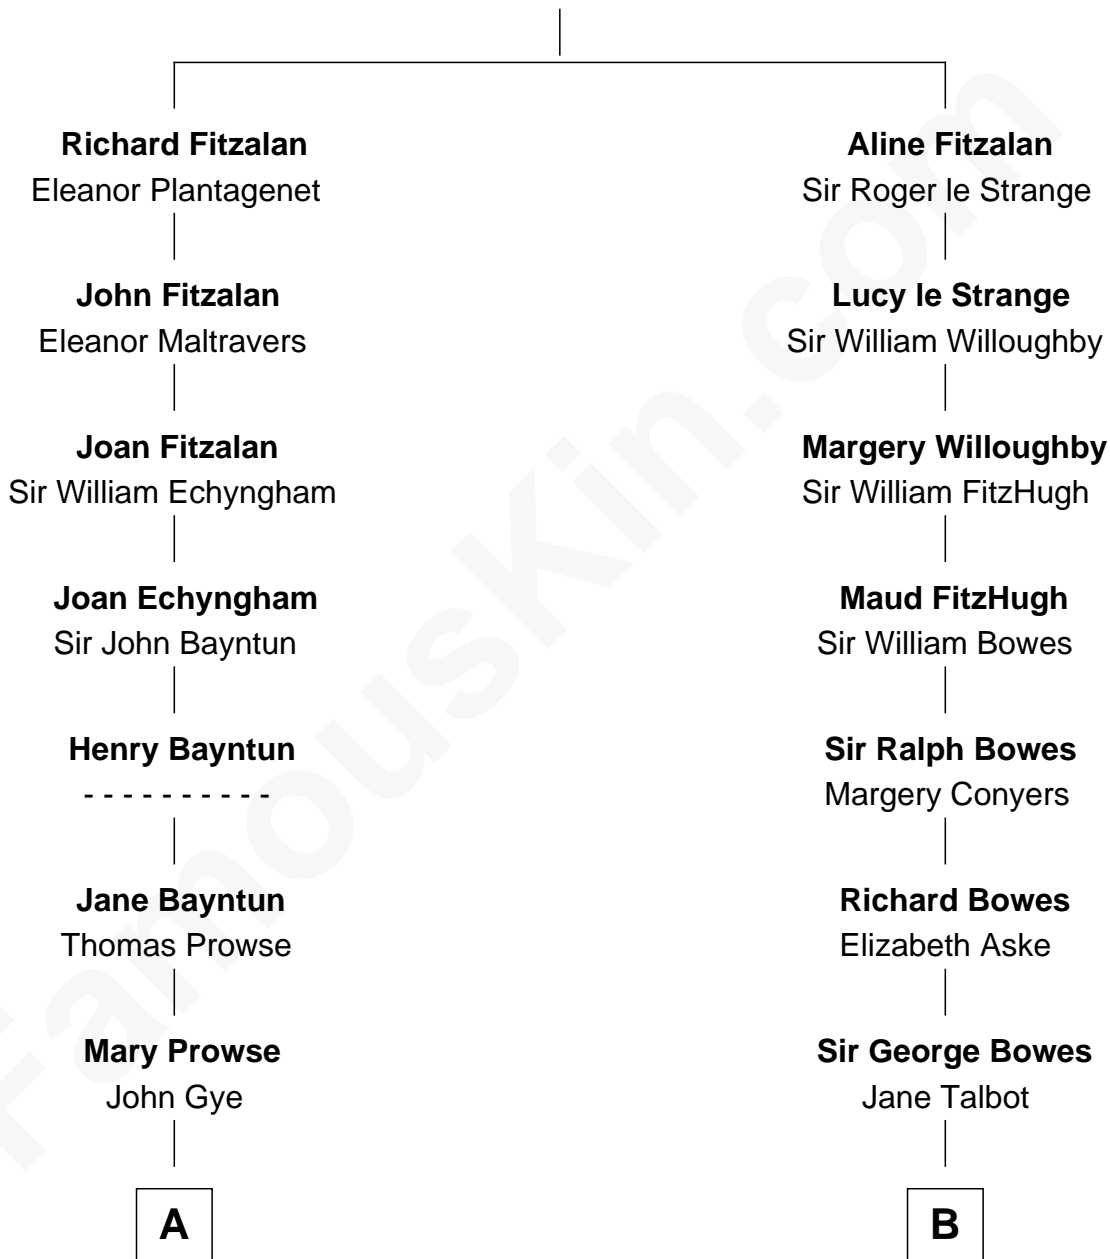 Richard Fitzalan
Eleanor Plantagenet
John Fitzalan
Eleanor Maltravers
Joan Fitzalan
Sir William Echyngham
Joan Echyngham
Sir John Bayntun
Henry Bayntun
- - - - - - - - - -
Jane Bayntun
Thomas Prowse
Mary Prowse
John Gye
A
Aline Fitzalan
Sir Roger le Strange
Lucy le Strange
Sir William Willoughby
Margery Willoughby
Sir William FitzHugh
Maud FitzHugh
Sir William Bowes
Sir Ralph Bowes
Margery Conyers
Richard Bowes
Elizabeth Aske
Sir George Bowes
Jane Talbot
B
FamousKin.com